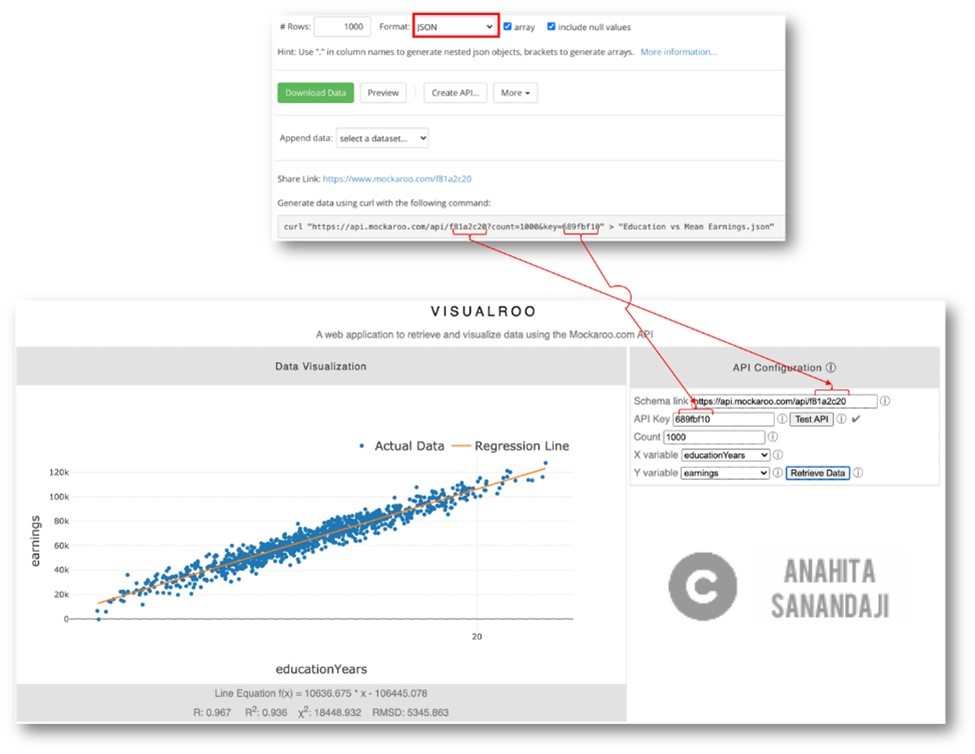 # Rows: 1000 Format: JSON array include null values
Hint: Use "." in column names to generate nested json objects, brackets to generate arrays. More information...
Download Data Preview Create API... More
Append data: select a dataset...
Share Link: https://www.mockaroo.com/f81a2c20
Generate data using curl with the following command:
curl "https://api.mockaroo.com/api/f81a2c20?count=1000&key=689fbf10" > "Education vs Mean Earnings.json"
VISUALROO
A web application to retrieve and visualize data using the Mockaroo.com API
Data Visualization
Actual Data Regression Line
120k
100k
80k
60k
40k
20k
0
earnings
20
educationYears
Line Equation f(x) = 10636.675 * x - 106445.078
R: 0.967 R²: 0.936 χ²: 18448.932 RMSD: 5345.863
API Configuration ⓘ
Schema link https://api.mockaroo.com/api/f81a2c20 ⓘ
API Key 689fbf10 ⓘ Test API ⓘ ✔
Count 1000 ⓘ
X variable educationYears ⓘ
Y variable earnings ⓘ Retrieve Data ⓘ
© ANAHITA
SANANDAJI